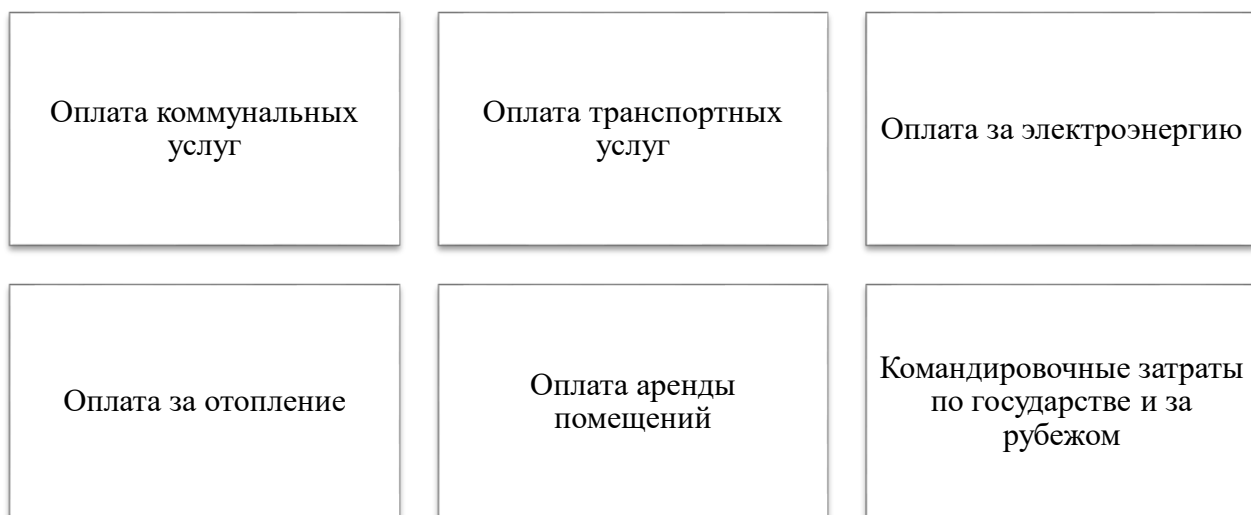 Оплата коммунальных
услуг
Оплата транспортных
услуг
Оплата за электроэнергию
Оплата за отопление
Оплата аренды
помещений
Командировочные затраты
по государстве и за
рубежом